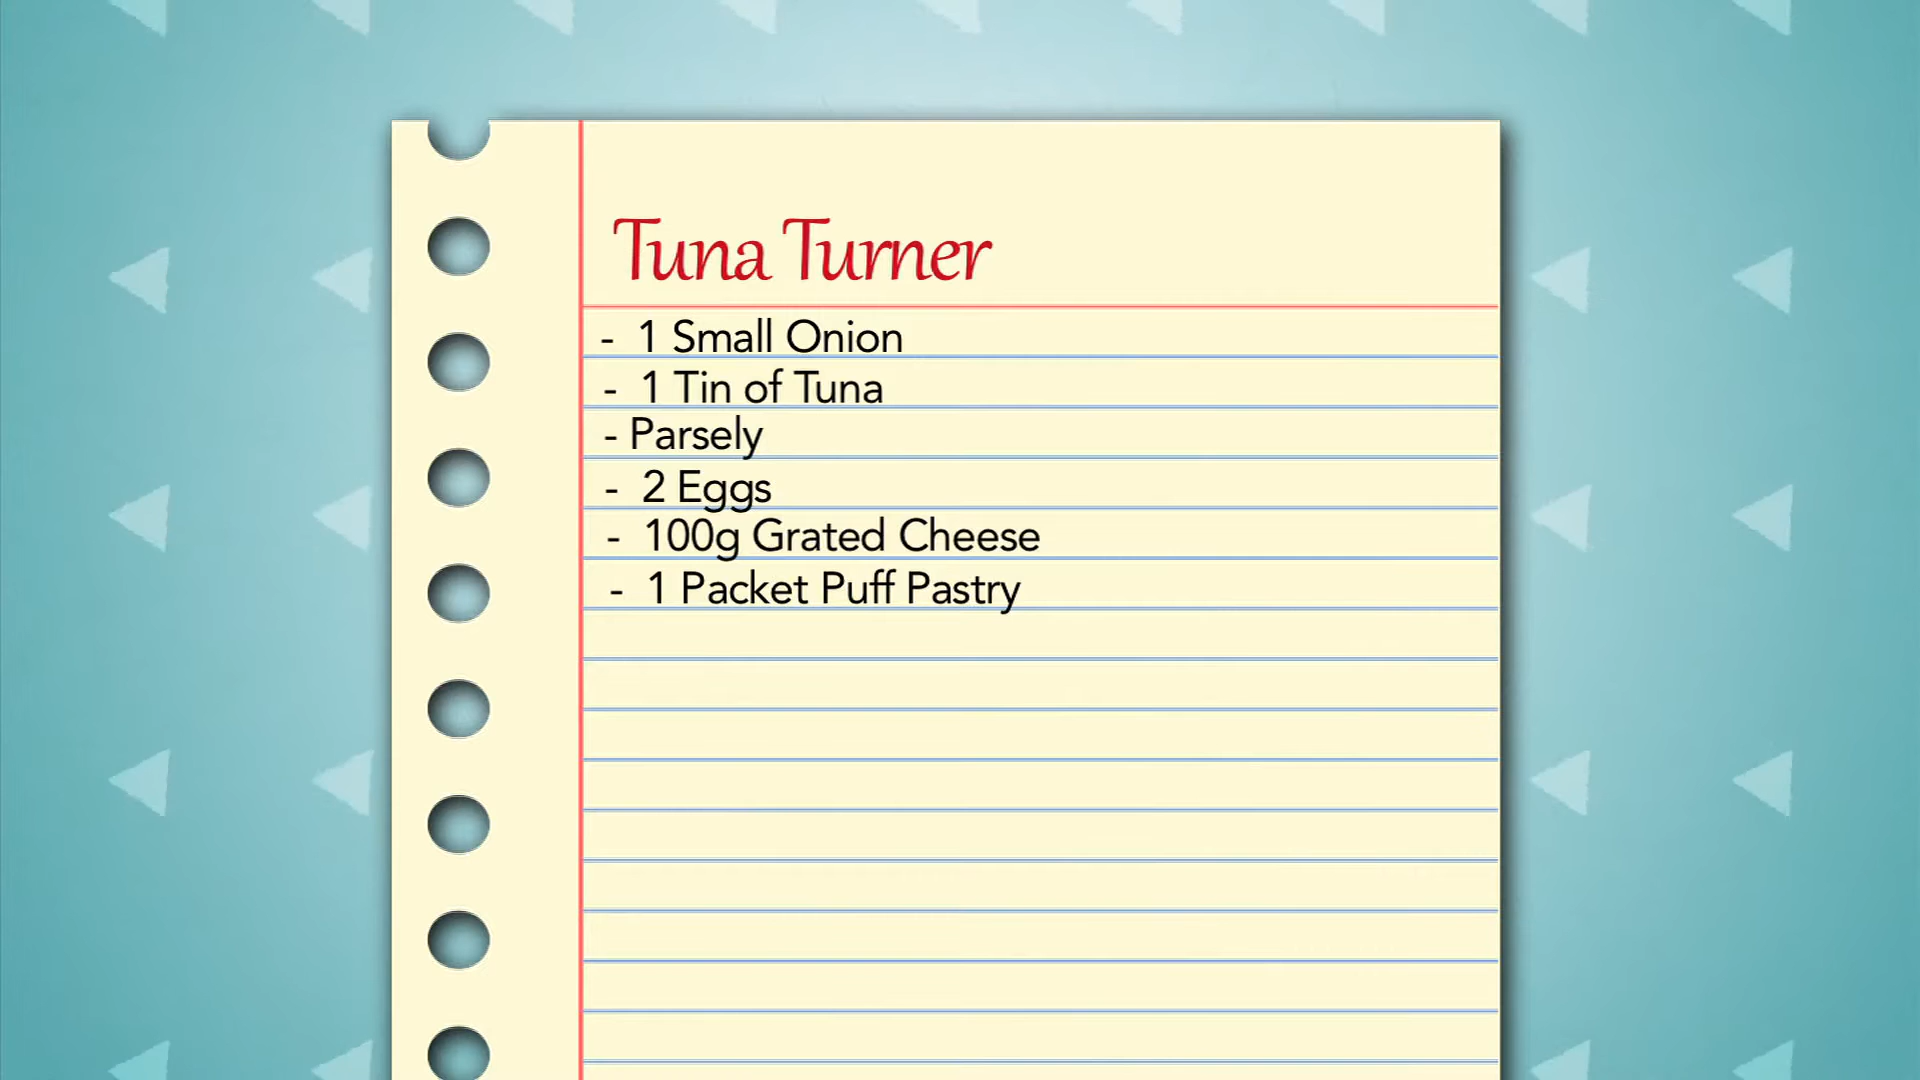 Tuna Turner
- 1 Small Onion
- 1 Tin of Tuna
- Parsely
- 2 Eggs
- 100g Grated Cheese
- 1 Packet Puff Pastry